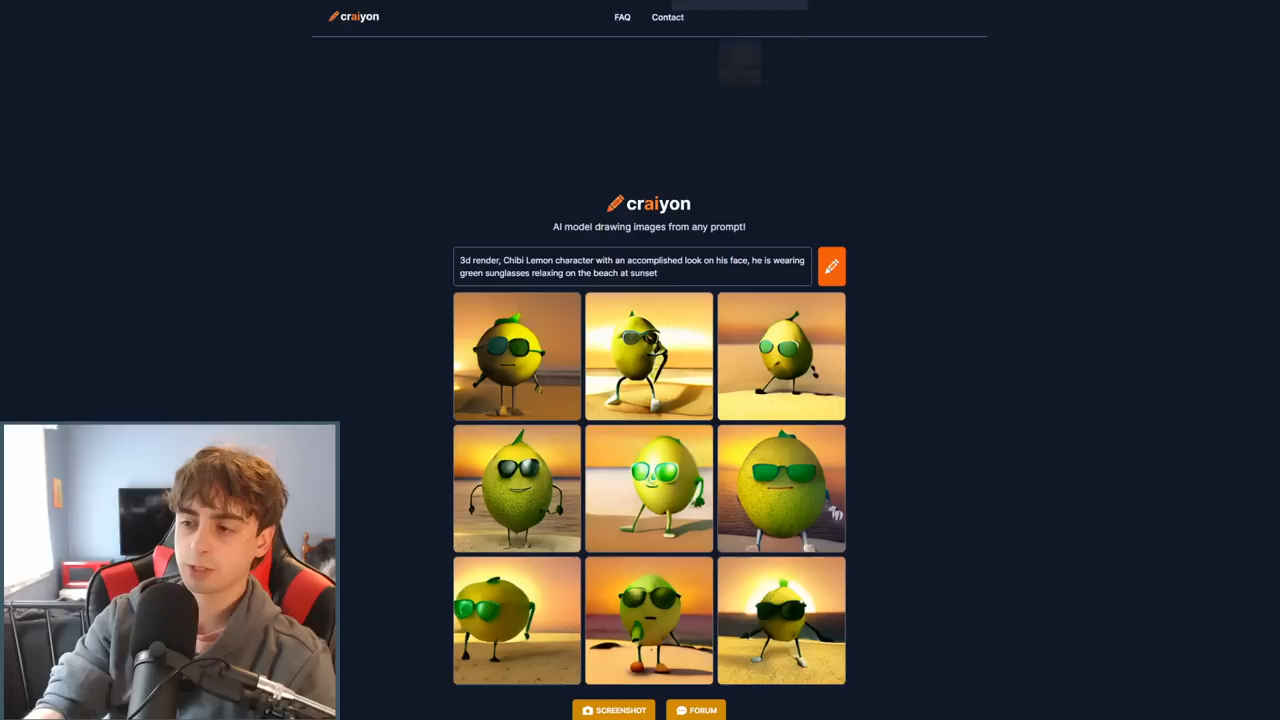 craiyon
FAQ
Contact
craiyon
AI model drawing images from any prompt!
3d render, Chibi Lemon character with an accomplished look on his face, he is wearing
green sunglasses relaxing on the beach at sunset
SCREENSHOT
FORUM